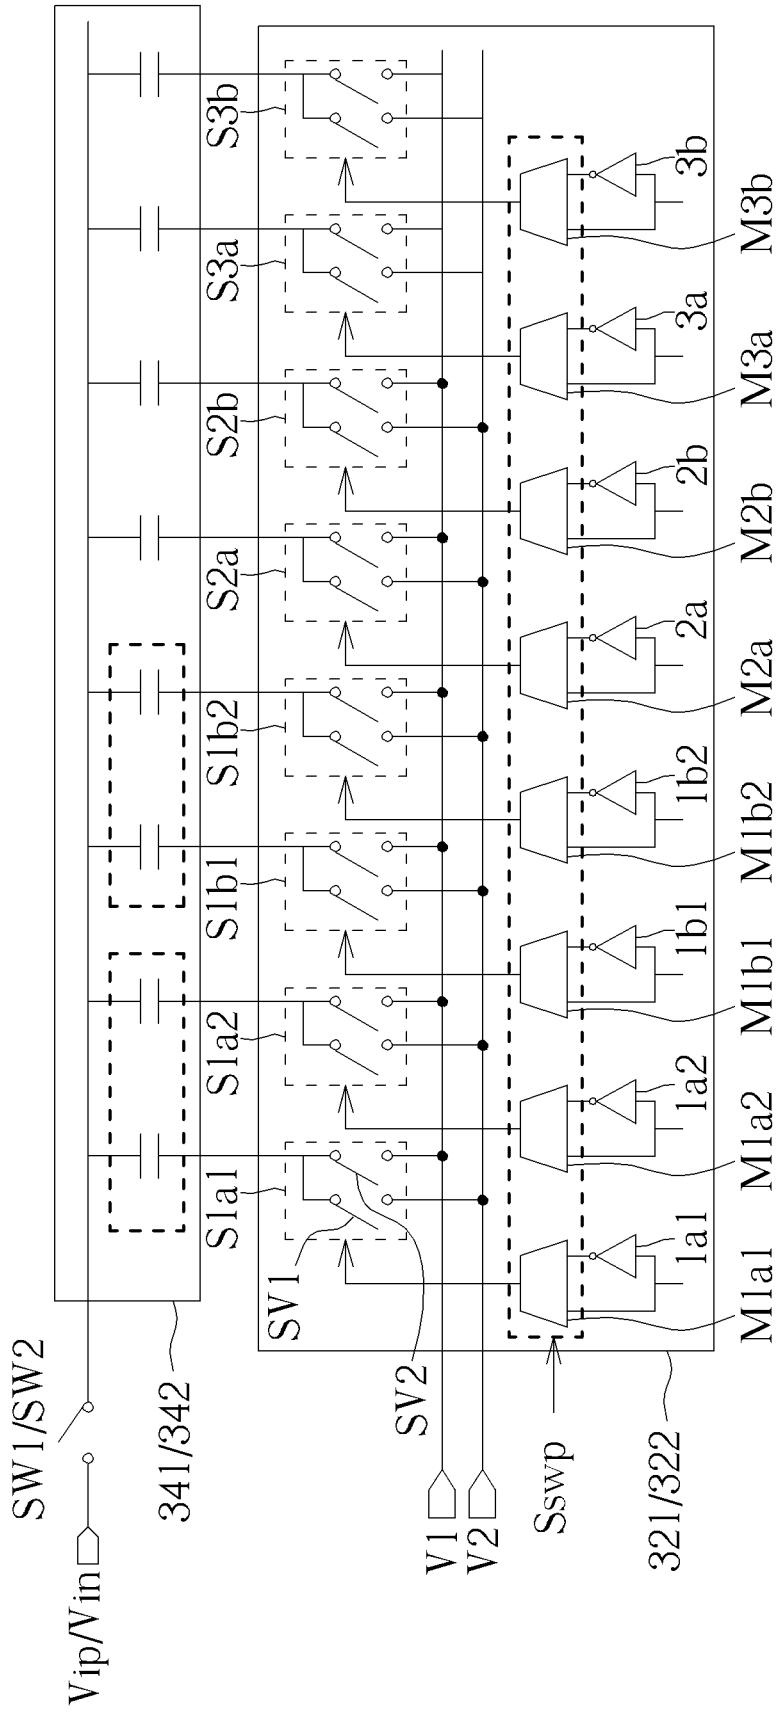 Vip/Vin
SW1/SW2
341/342
S1a1
S1a2
S1b1
S1b2
S2a
S2b
S3a
S3b
SV1
SV2
V1
V2
Sswp
321/322
1a1
1a2
1b1
1b2
2a
2b
3a
3b
M1a1
M1a2
M1b1
M1b2
M2a
M2b
M3a
M3b